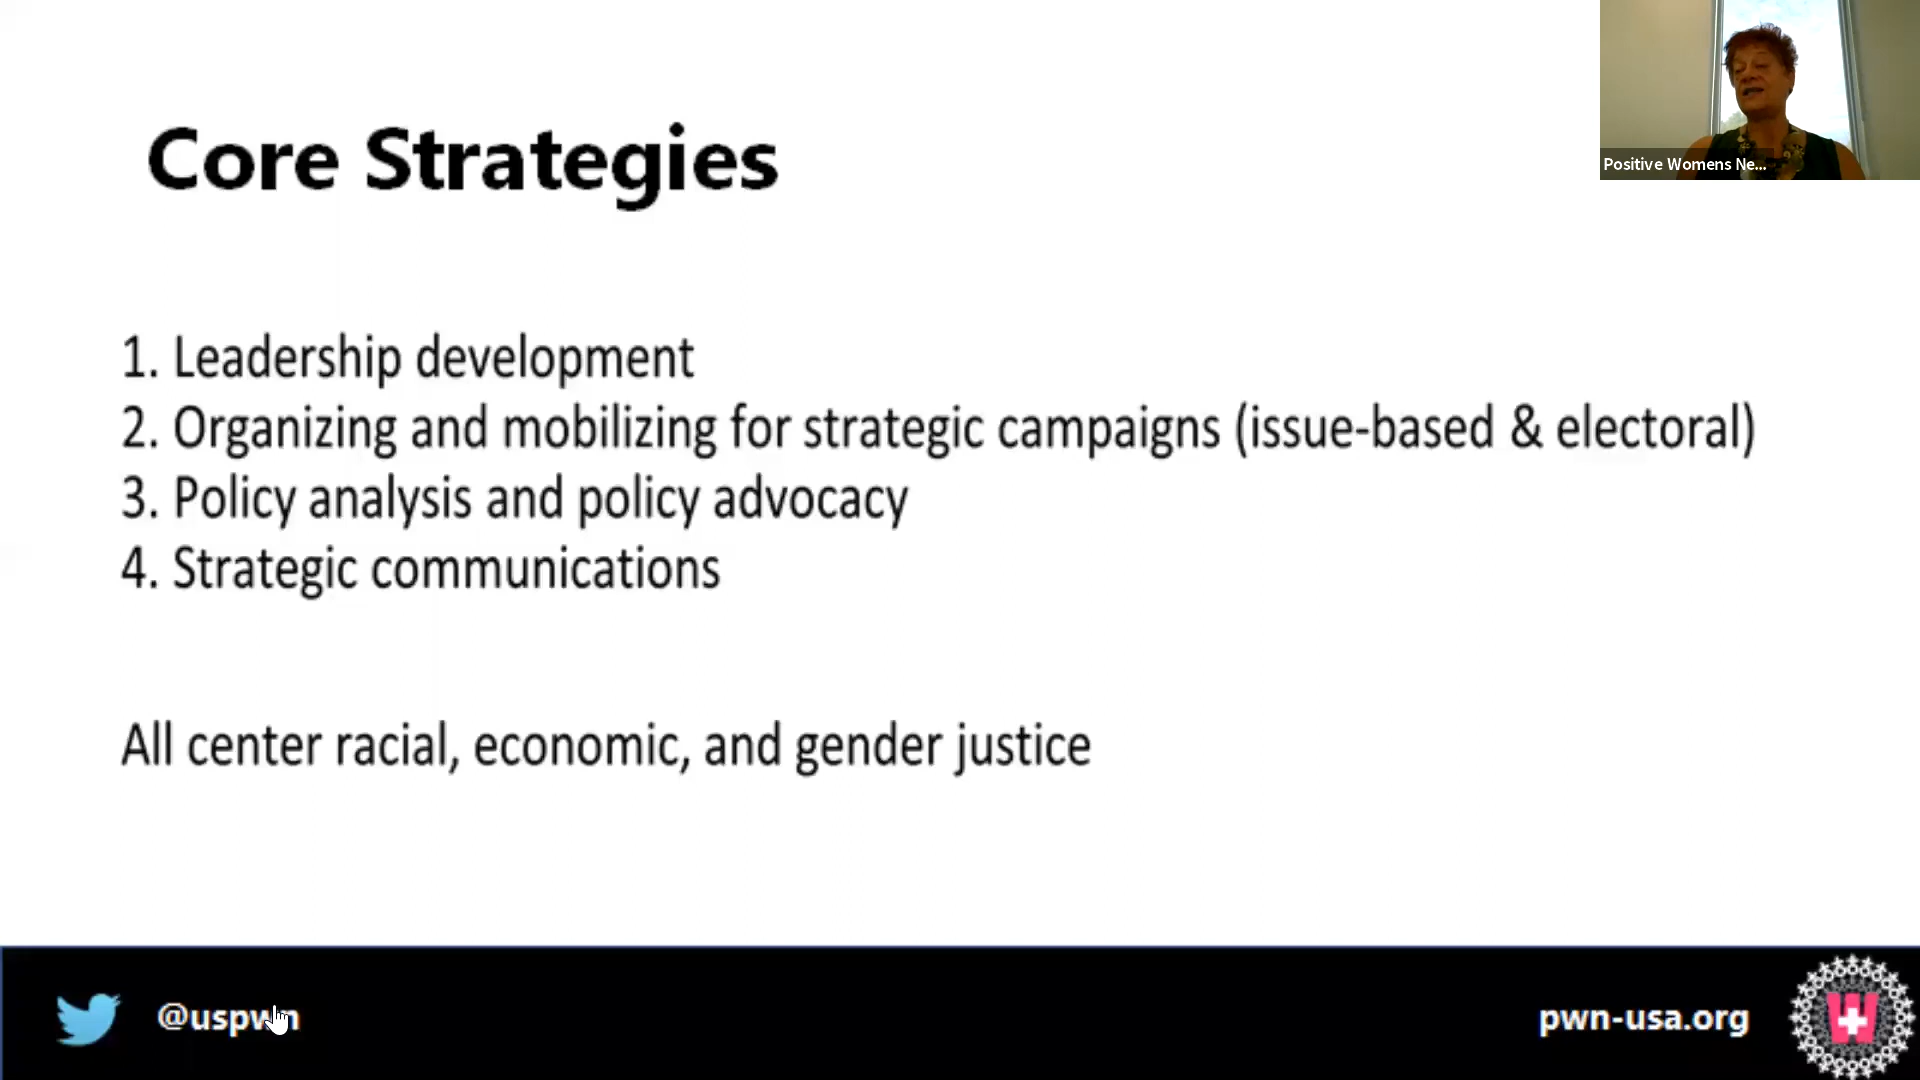 Core Strategies
Positive Womens Ne...
1. Leadership development
2. Organizing and mobilizing for strategic campaigns (issue-based & electoral)
3. Policy analysis and policy advocacy
4. Strategic communications
All center racial, economic, and gender justice
@uspwn
pwn-usa.org
W